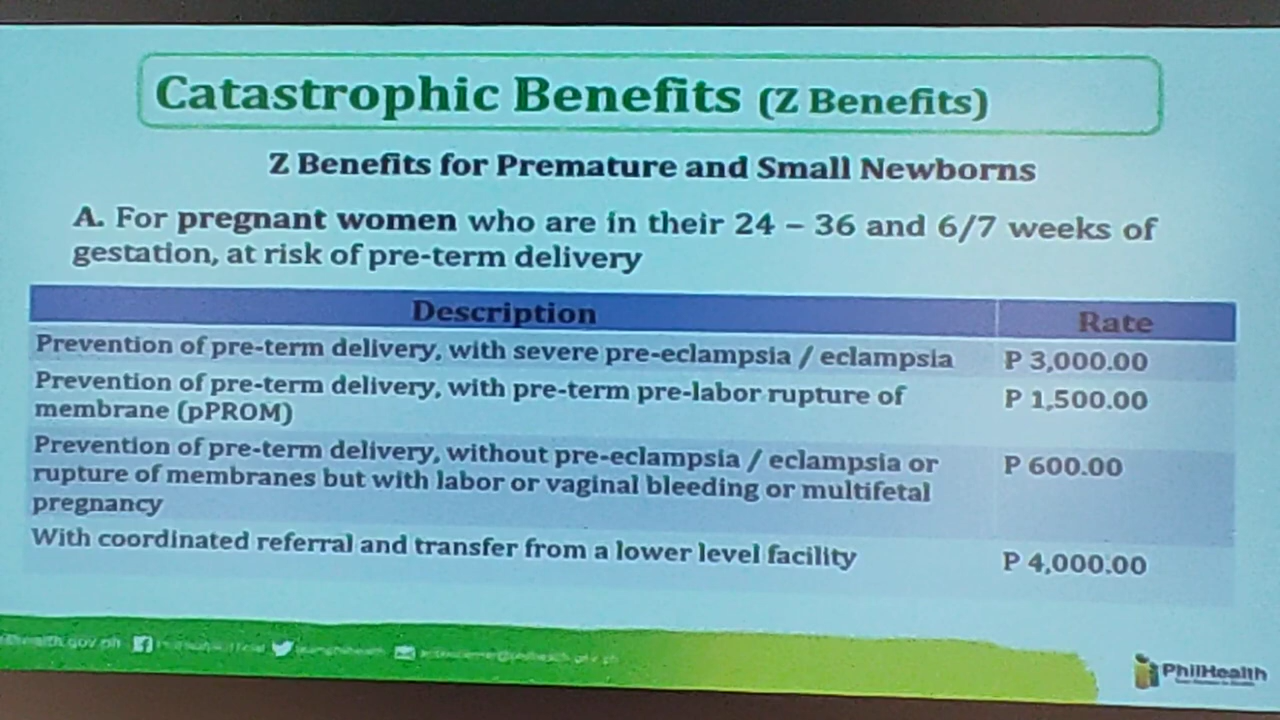 Catastrophic Benefits (Z Benefits)
Z Benefits for Premature and Small Newborns
A. For pregnant women who are in their 24 – 36 and 6/7 weeks of
gestation, at risk of pre-term delivery
Description Rate
Prevention of pre-term delivery, with severe pre-eclampsia / eclampsia P 3,000.00
Prevention of pre-term delivery, with pre-term pre-labor rupture of P 1,500.00
membrane (pPROM)
Prevention of pre-term delivery, without pre-eclampsia / eclampsia or P 600.00
rupture of membranes but with labor or vaginal bleeding or multifetal
pregnancy
With coordinated referral and transfer from a lower level facility P 4,000.00
PhilHealth